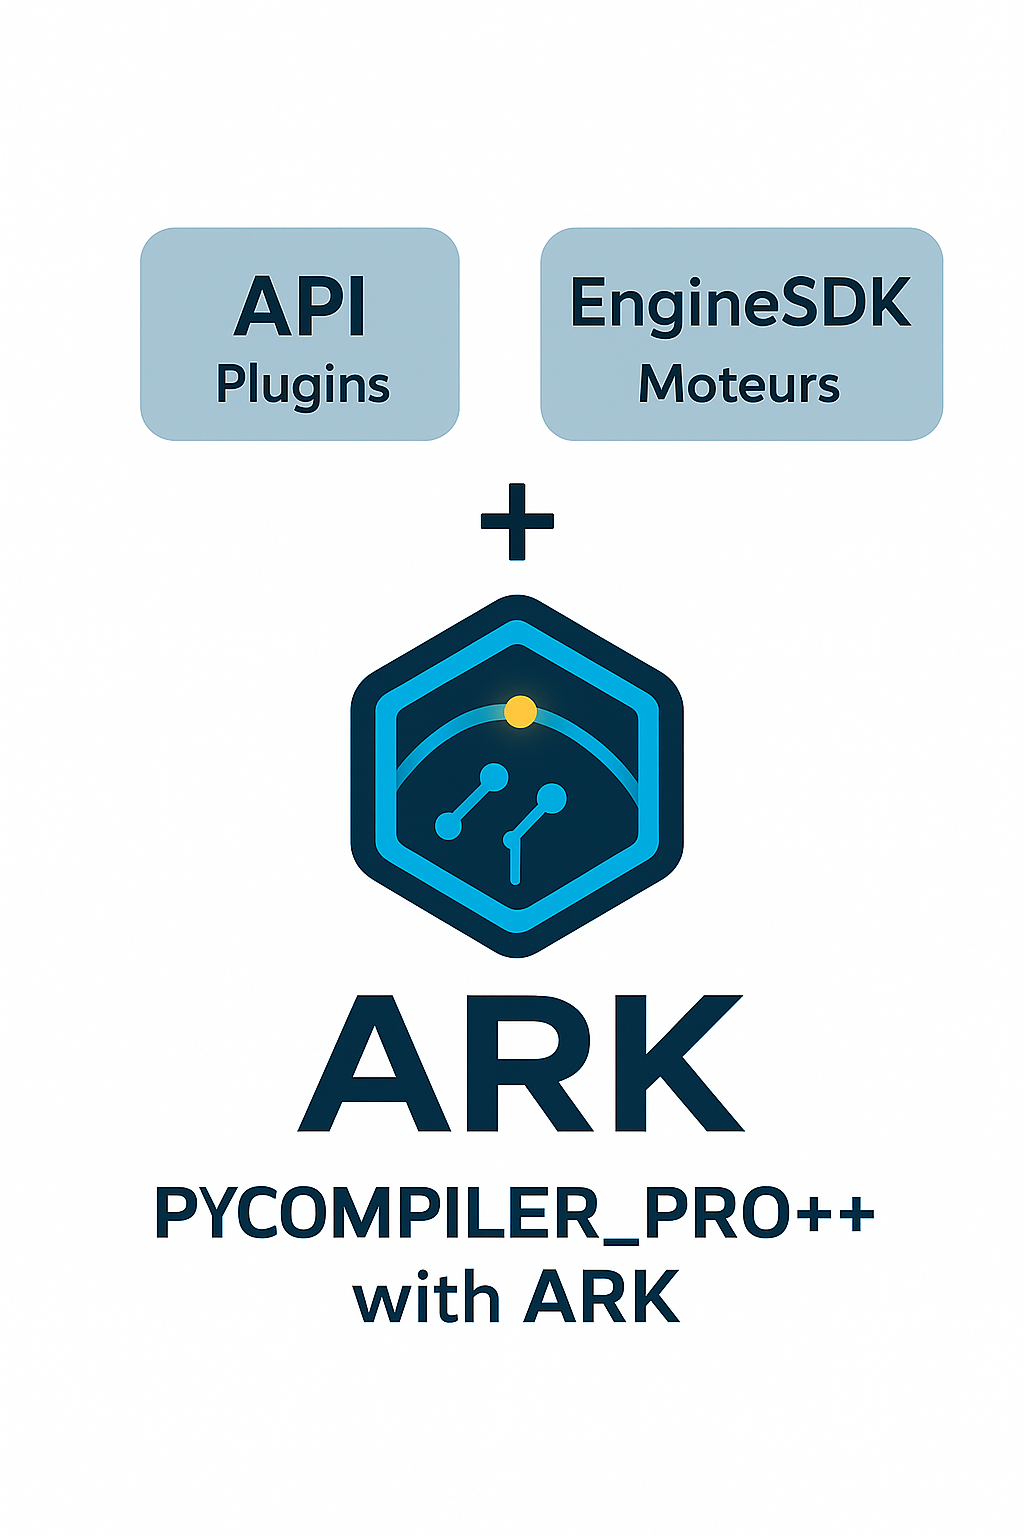 API
Plugins
EngineSDK
Moteurs
+
ARK
PYCOMPILER_PRO++
with ARK